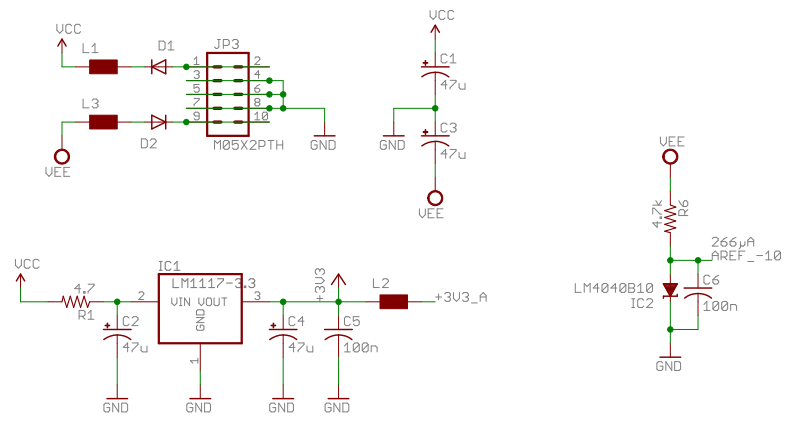 VCC
L1
D1
JP3
1
2
3
4
5
6
7
8
9
10
L3
D2
VEE
M05X2PTH
GND
VCC
C1
47u
C3
47u
GND
VEE
VEE
4.7k
R6
266µA
AREF_-10
LM4040B10
IC2
C6
100n
GND
VCC
4.7
R1
C2
47u
GND
IC1
LM1117-3.3
VIN VOUT
GND
2
3
1
GND
C4
47u
GND
+3V3
C5
100n
GND
L2
+3V3_A